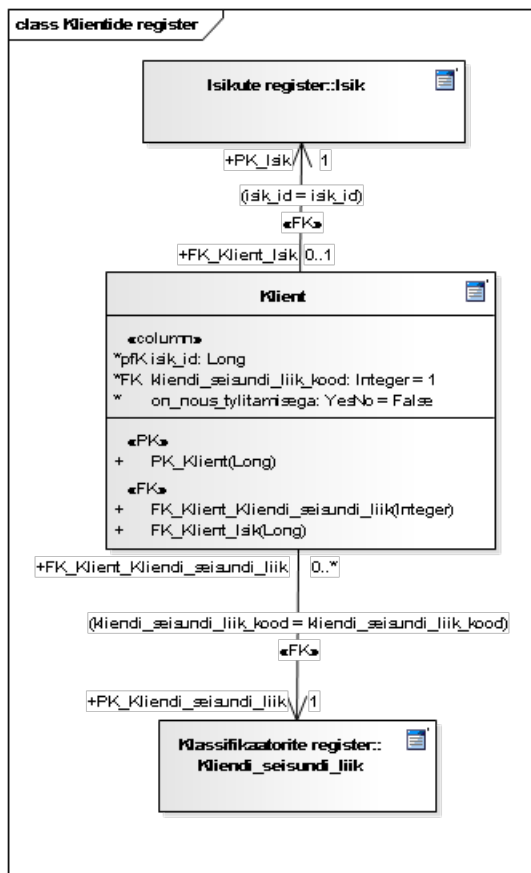 class Klientide register
Isikute register::Isik
+PK_Isik 1
(isik_id = isik_id)
«FK»
+FK_Klient_Isik 0..1
Klient
«column»
*pfK isik_id: Long
*FK kliendi_seisundi_liik_kood: Integer = 1
* on_nous_tylitamisega: YesNo = False
«PK»
+ PK_Klient(Long)
«FK»
+ FK_Klient_Kliendi_seisundi_liik(Integer)
+ FK_Klient_Isik(Long)
+FK_Klient_Kliendi_seisundi_liik 0..*
(kliendi_seisundi_liik_kood = kliendi_seisundi_liik_kood)
«FK»
+PK_Kliendi_seisundi_liik 1
Klassifikaatorite register::
Kliendi_seisundi_liik